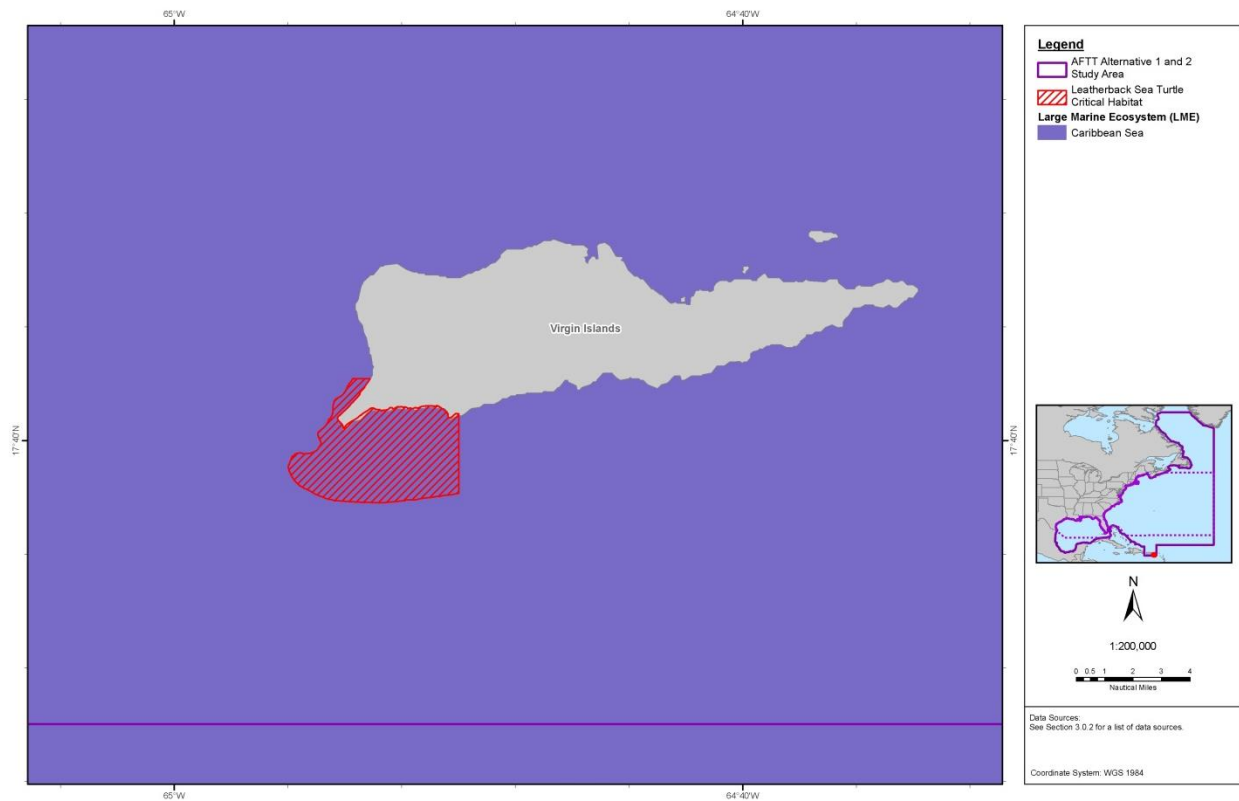 65°W
64°40'W
17°40'N
Virgin Islands
17°40'N
65°W
64°40'W
Legend
AFTT Alternative 1 and 2
Study Area
Leatherback Sea Turtle
Critical Habitat
Large Marine Ecosystem (LME)
Caribbean Sea
N
1:200,000
0 0.5 1 2 3 4
Nautical Miles
Data Sources:
See Section 3.0.2 for a list of data sources.
Coordinate System: WGS 1984